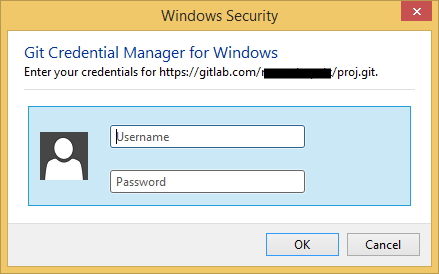 Windows Security
Git Credential Manager for Windows
Enter your credentials for https://gitlab.com/ /proj.git.
Username
Password
OK
Cancel